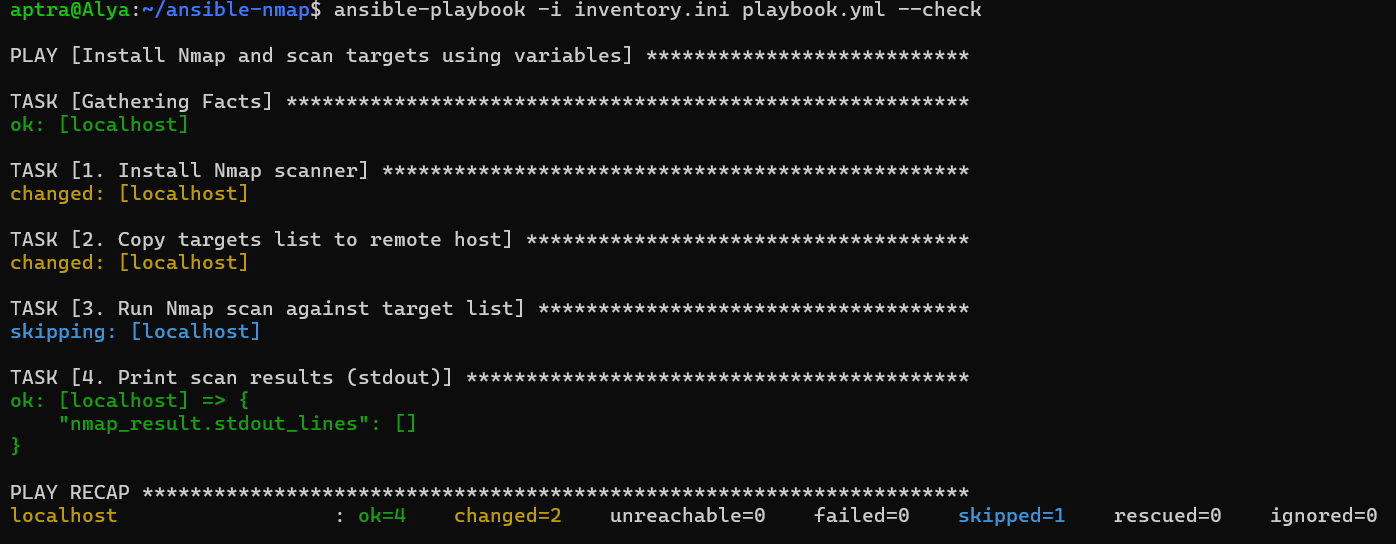 aptra@Alya:~/ansible-nmap$ ansible-playbook -i inventory.ini playbook.yml --check
PLAY [Install Nmap and scan targets using variables] ***************************
TASK [Gathering Facts] *********************************************************
ok: [localhost]
TASK [1. Install Nmap scanner] *************************************************
changed: [localhost]
TASK [2. Copy targets list to remote host] *************************************
changed: [localhost]
TASK [3. Run Nmap scan against target list] ************************************
skipping: [localhost]
TASK [4. Print scan results (stdout)] ******************************************
ok: [localhost] => {
    "nmap_result.stdout_lines": []
}
PLAY RECAP *********************************************************************
localhost                  : ok=4    changed=2    unreachable=0    failed=0    skipped=1    rescued=0    ignored=0